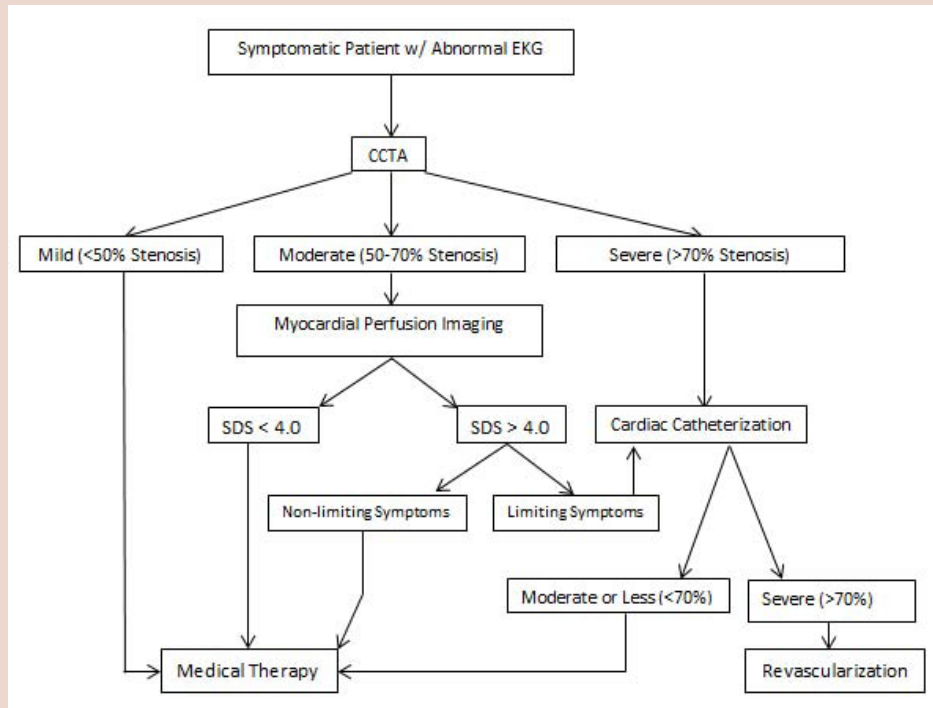 Symptomatic Patient w/ Abnormal EKG
CCTA
Mild (<50% Stenosis)
Moderate (50-70% Stenosis)
Severe (>70% Stenosis)
Myocardial Perfusion Imaging
SDS < 4.0
SDS > 4.0
Cardiac Catheterization
Non-limiting Symptoms
Limiting Symptoms
Moderate or Less (<70%)
Severe (>70%)
Medical Therapy
Revascularization